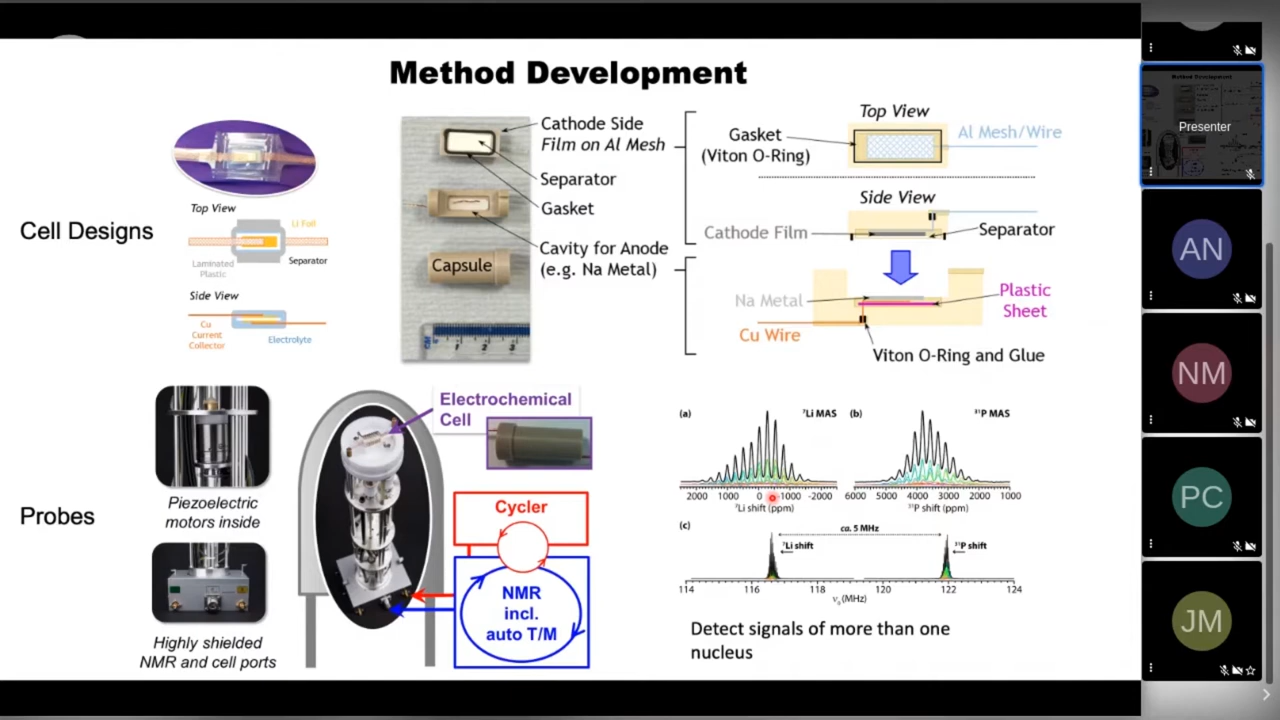 Method Development
Cell Designs
Top View
Li Foil
Laminated
Plastic
Separator
Side View
Cu
Current
Collector
Electrolyte
Cathode Side
Film on Al Mesh
Separator
Gasket
Cavity for Anode
(e.g. Na Metal)
Capsule
1 2 3
Top View
Gasket
(Viton O-Ring)
Al Mesh/Wire
Side View
Cathode Film
Separator
Na Metal
Plastic
Sheet
Cu Wire
Viton O-Ring and Glue
Probes
Piezoelectric
motors inside
Highly shielded
NMR and cell ports
Electrochemical
Cell
Cycler
NMR
incl.
auto T/M
(a) ⁷Li MAS
2000 1000 0 -1000 -2000
⁷Li shift (ppm)
(b) ³¹P MAS
6000 5000 4000 3000 2000 1000
³¹P shift (ppm)
(c) ca. 5 MHz
⁷Li shift ³¹P shift
114 116 118 120 122 124
ν₀ (MHz)
Detect signals of more than one
nucleus
Presenter
AN
NM
PC
JM